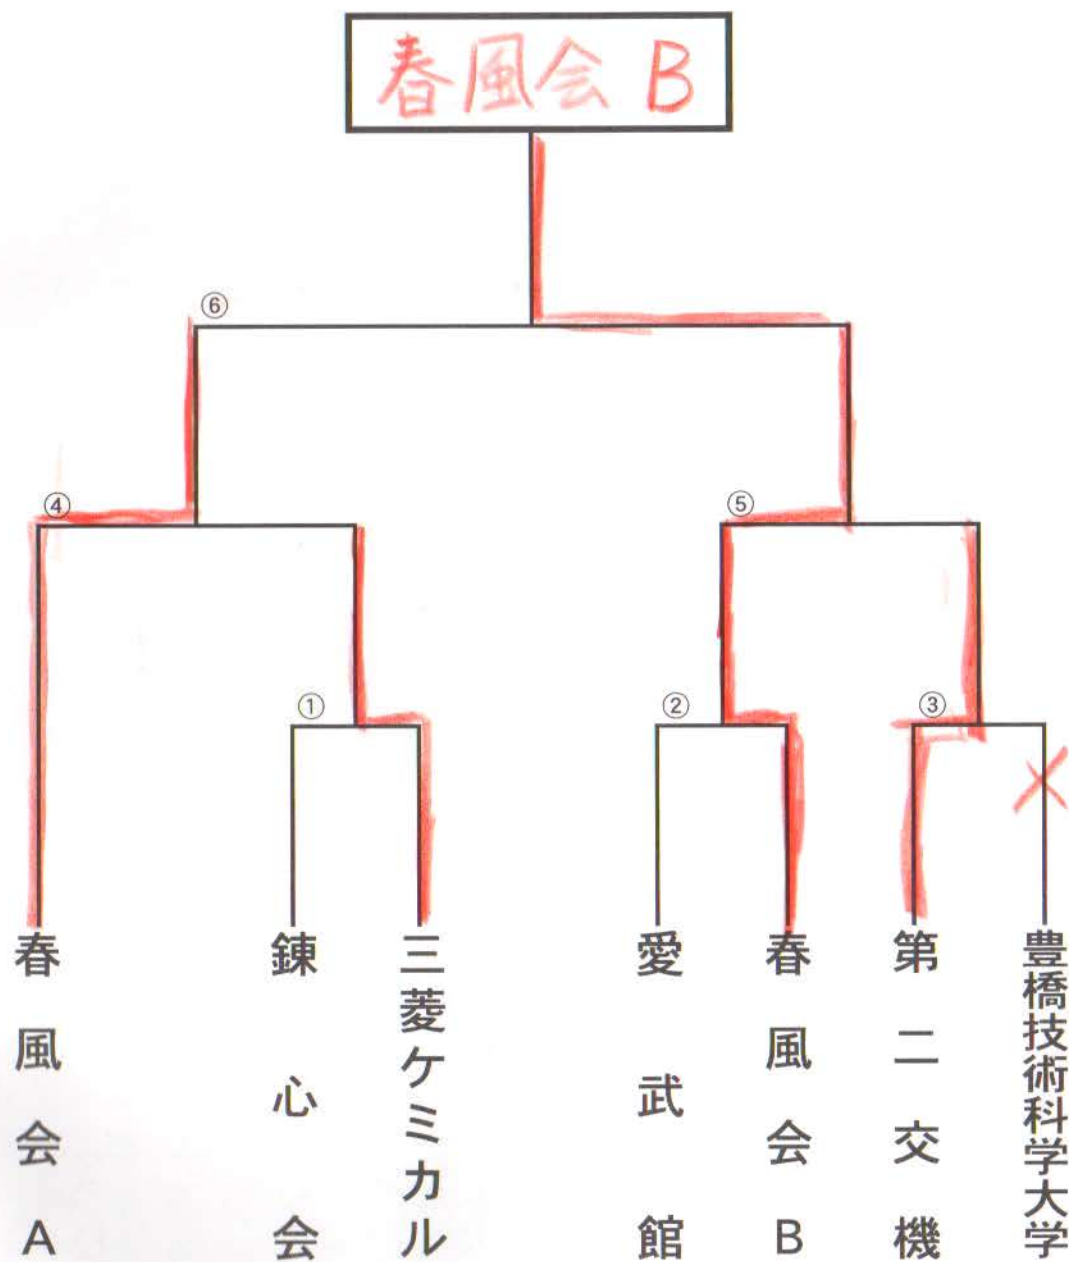 春風会 B
⑥
④
⑤
①
②
③
春風会A
錬心会
三菱ケミカル
愛武館
春風会B
第二交機
豊橋技術科学大学